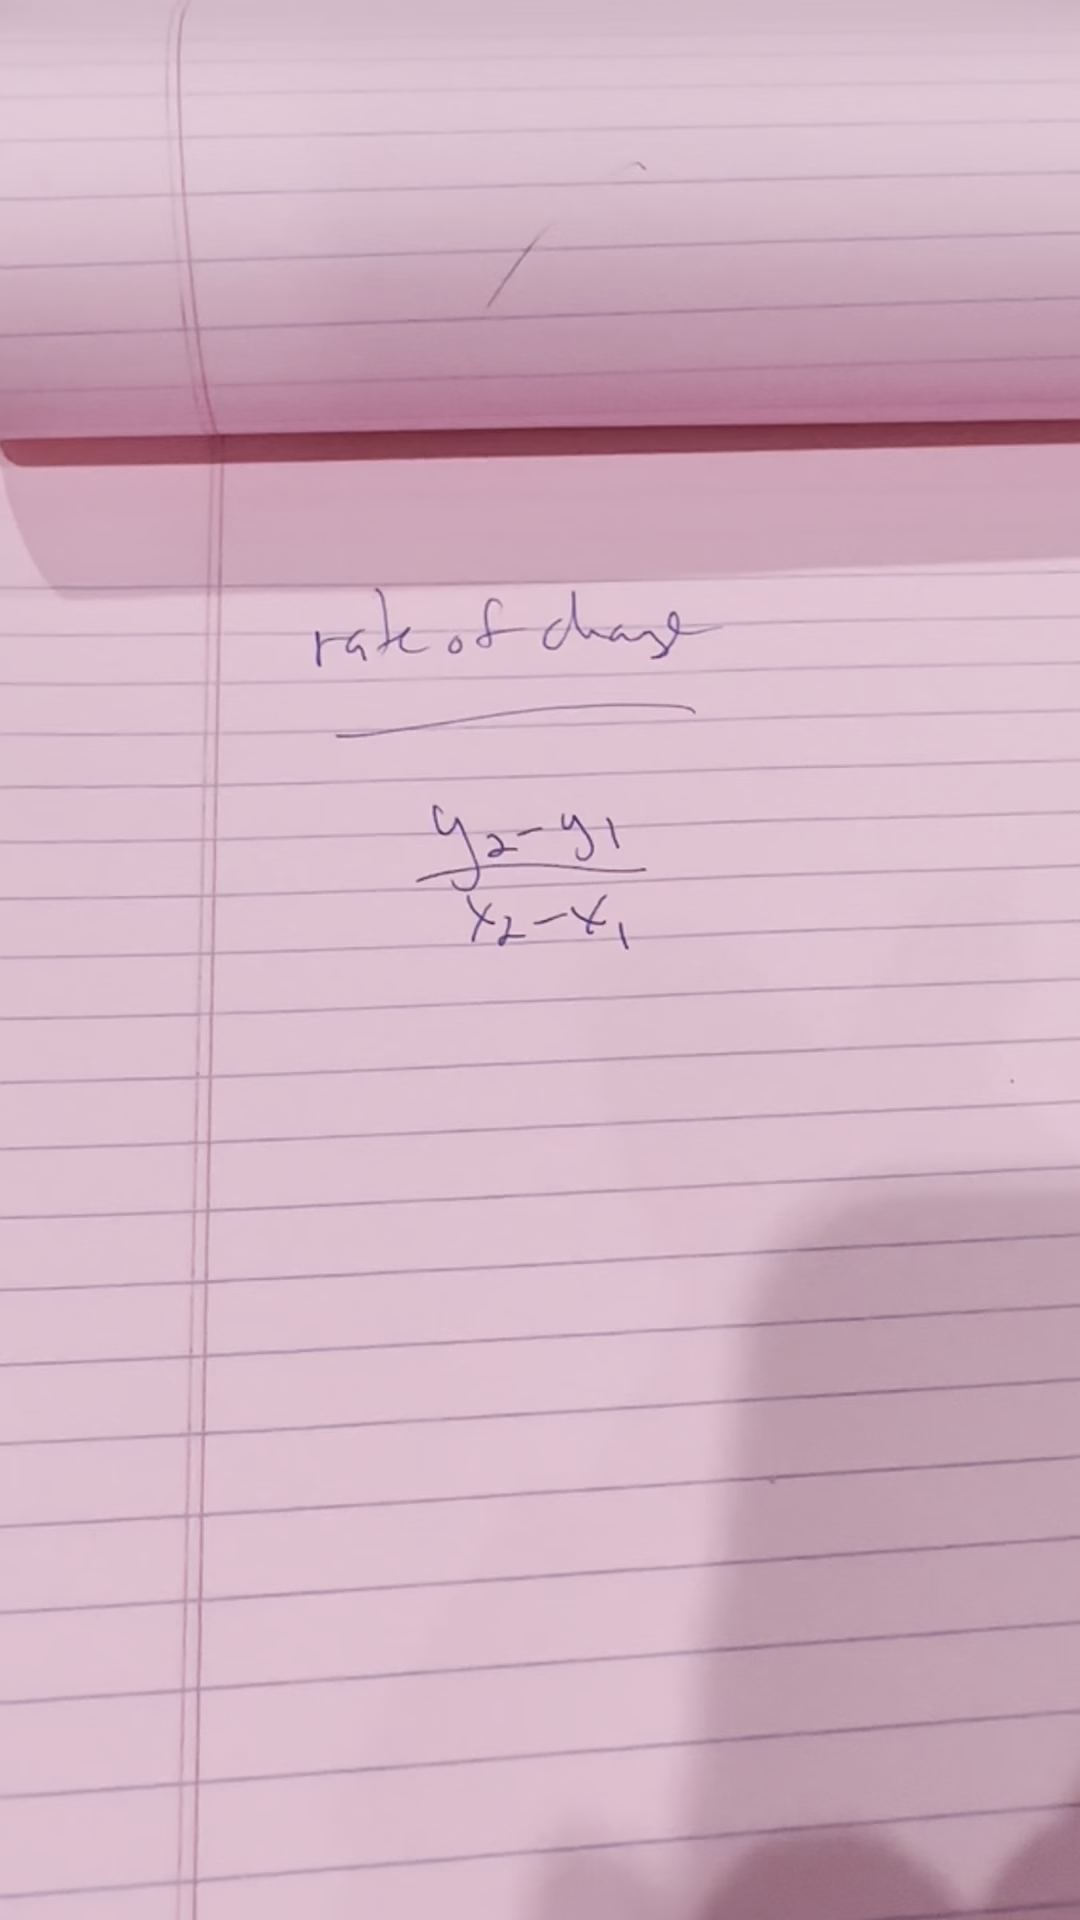 rate of change
y₂-y₁
x₂-x₁